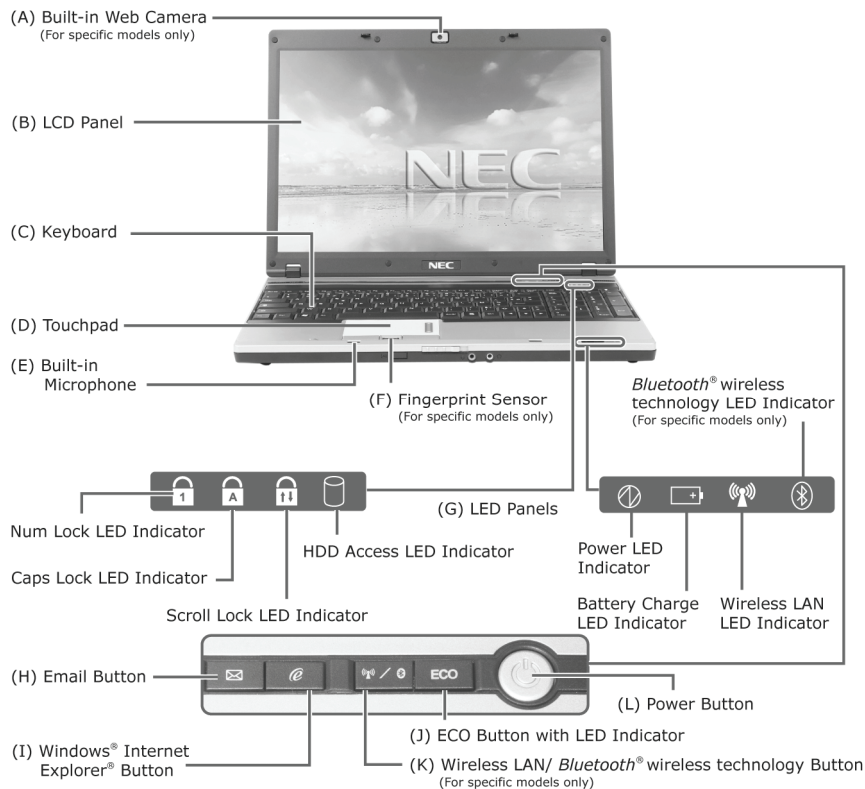 (A) Built-in Web Camera
(For specific models only)
(B) LCD Panel
NEC
(C) Keyboard
NEC
(D) Touchpad
(E) Built-in
Microphone
(F) Fingerprint Sensor
(For specific models only)
Bluetooth® wireless
technology LED Indicator
(For specific models only)
1
A
(G) LED Panels
Num Lock LED Indicator
HDD Access LED Indicator
Caps Lock LED Indicator
Scroll Lock LED Indicator
Power LED
Indicator
Battery Charge
LED Indicator
Wireless LAN
LED Indicator
(H) Email Button
ECO
(L) Power Button
(J) ECO Button with LED Indicator
(I) Windows® Internet
Explorer® Button
(K) Wireless LAN/ Bluetooth® wireless technology Button
(For specific models only)